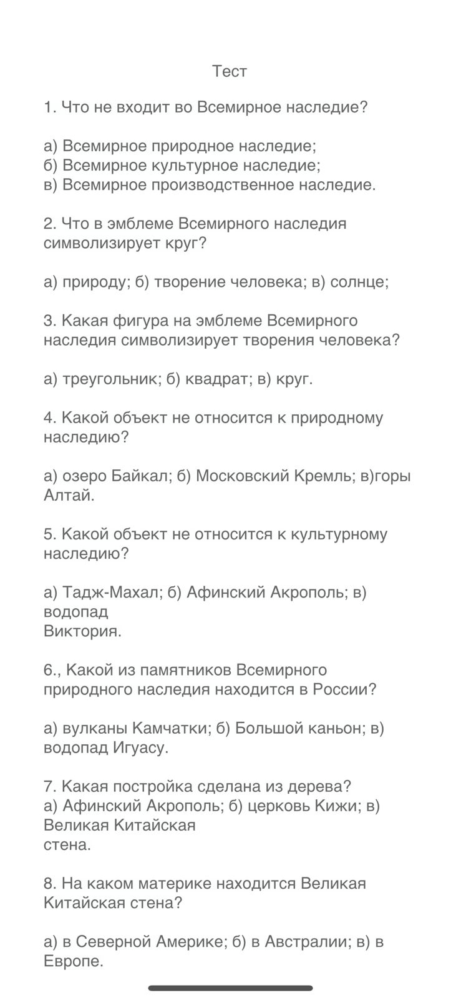 Тест
1. Что не входит во Всемирное наследие?
а) Всемирное природное наследие;
б) Всемирное культурное наследие;
в) Всемирное производственное наследие.
2. Что в эмблеме Всемирного наследия
символизирует круг?
а) природу; б) творение человека; в) солнце;
3. Какая фигура на эмблеме Всемирного
наследия символизирует творения человека?
а) треугольник; б) квадрат; в) круг.
4. Какой объект не относится к природному
наследию?
а) озеро Байкал; б) Московский Кремль; в)горы
Алтай.
5. Какой объект не относится к культурному
наследию?
а) Тадж-Махал; б) Афинский Акрополь; в)
водопад
Виктория.
6., Какой из памятников Всемирного
природного наследия находится в России?
а) вулканы Камчатки; б) Большой каньон; в)
водопад Игуасу.
7. Какая постройка сделана из дерева?
а) Афинский Акрополь; б) церковь Кижи; в)
Великая Китайская
стена.
8. На каком материке находится Великая
Китайская стена?
а) в Северной Америке; б) в Австралии; в) в
Европе.